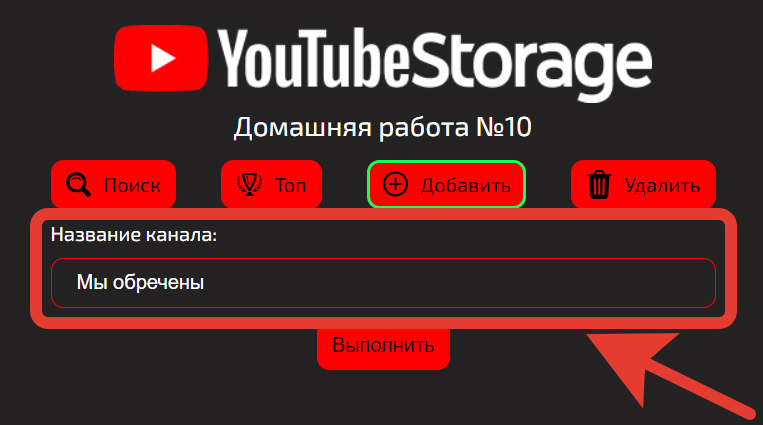 YouTubeStorage
Домашняя работа №10
Поиск Топ Добавить Удалить
Название канала:
Мы обречены
Выполнить